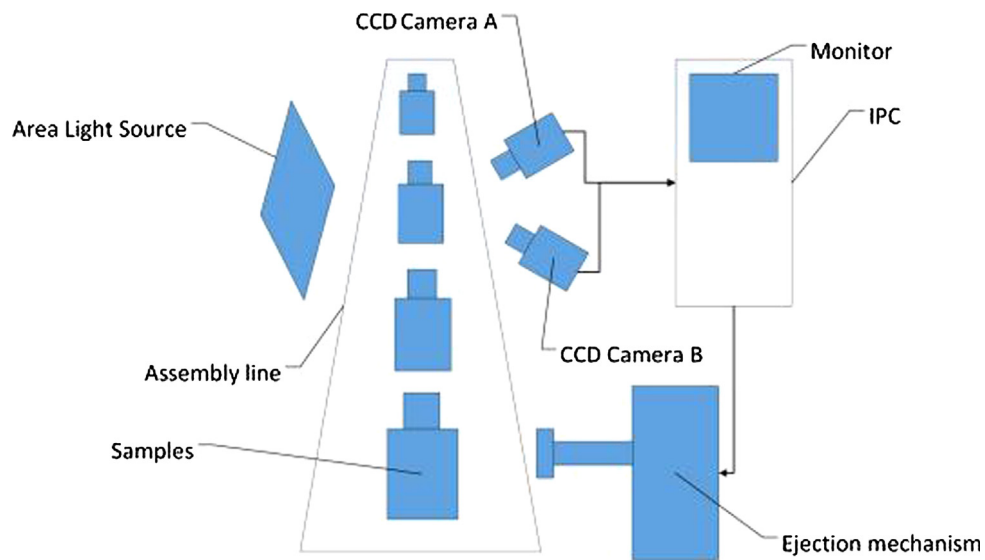 CCD Camera A
Monitor
Area Light Source
IPC
CCD Camera B
Assembly line
Samples
Ejection mechanism